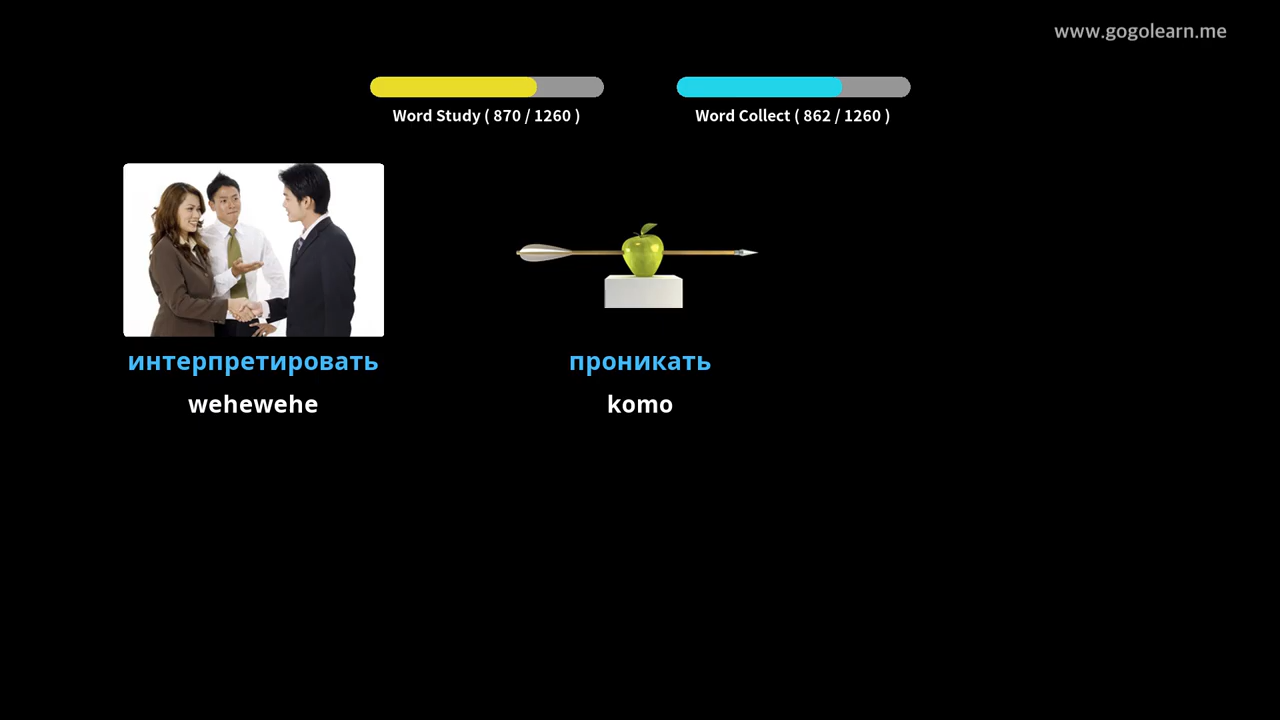 www.gogolearn.me
Word Study ( 870 / 1260 )
Word Collect ( 862 / 1260 )
интерпретировать
wehewehe
проникать
komo